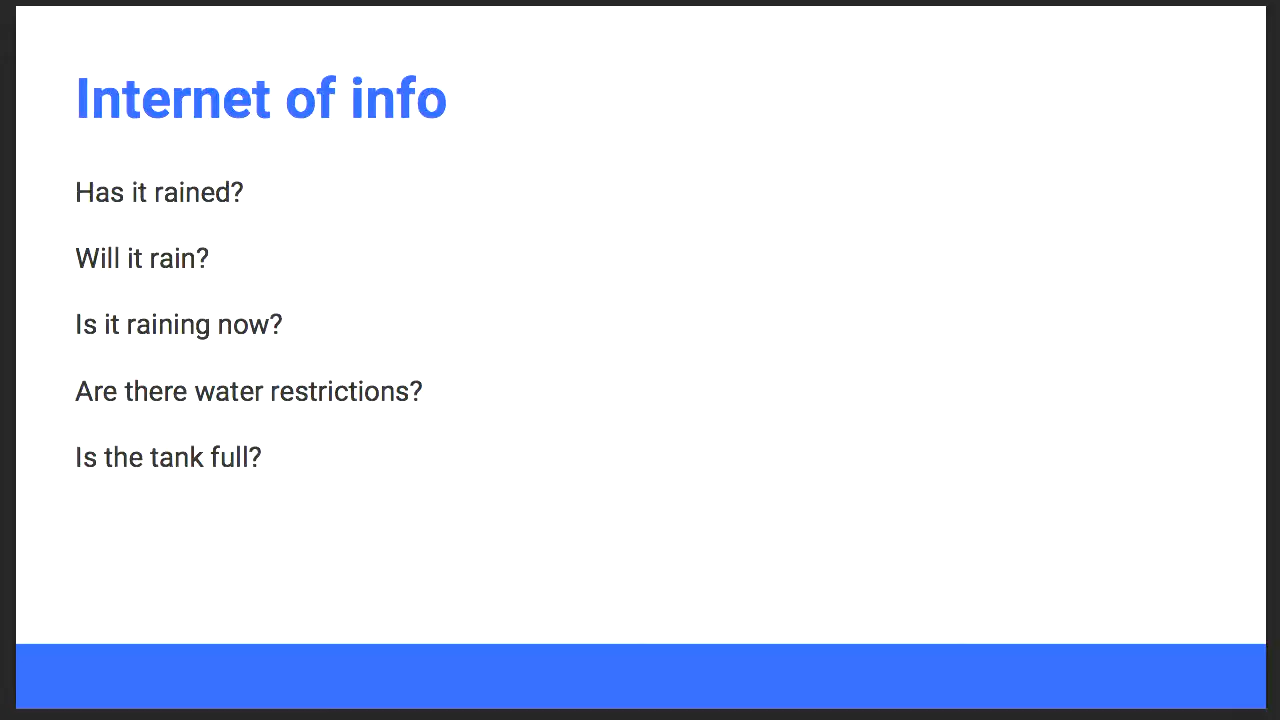 Internet of info
Has it rained?
Will it rain?
Is it raining now?
Are there water restrictions?
Is the tank full?